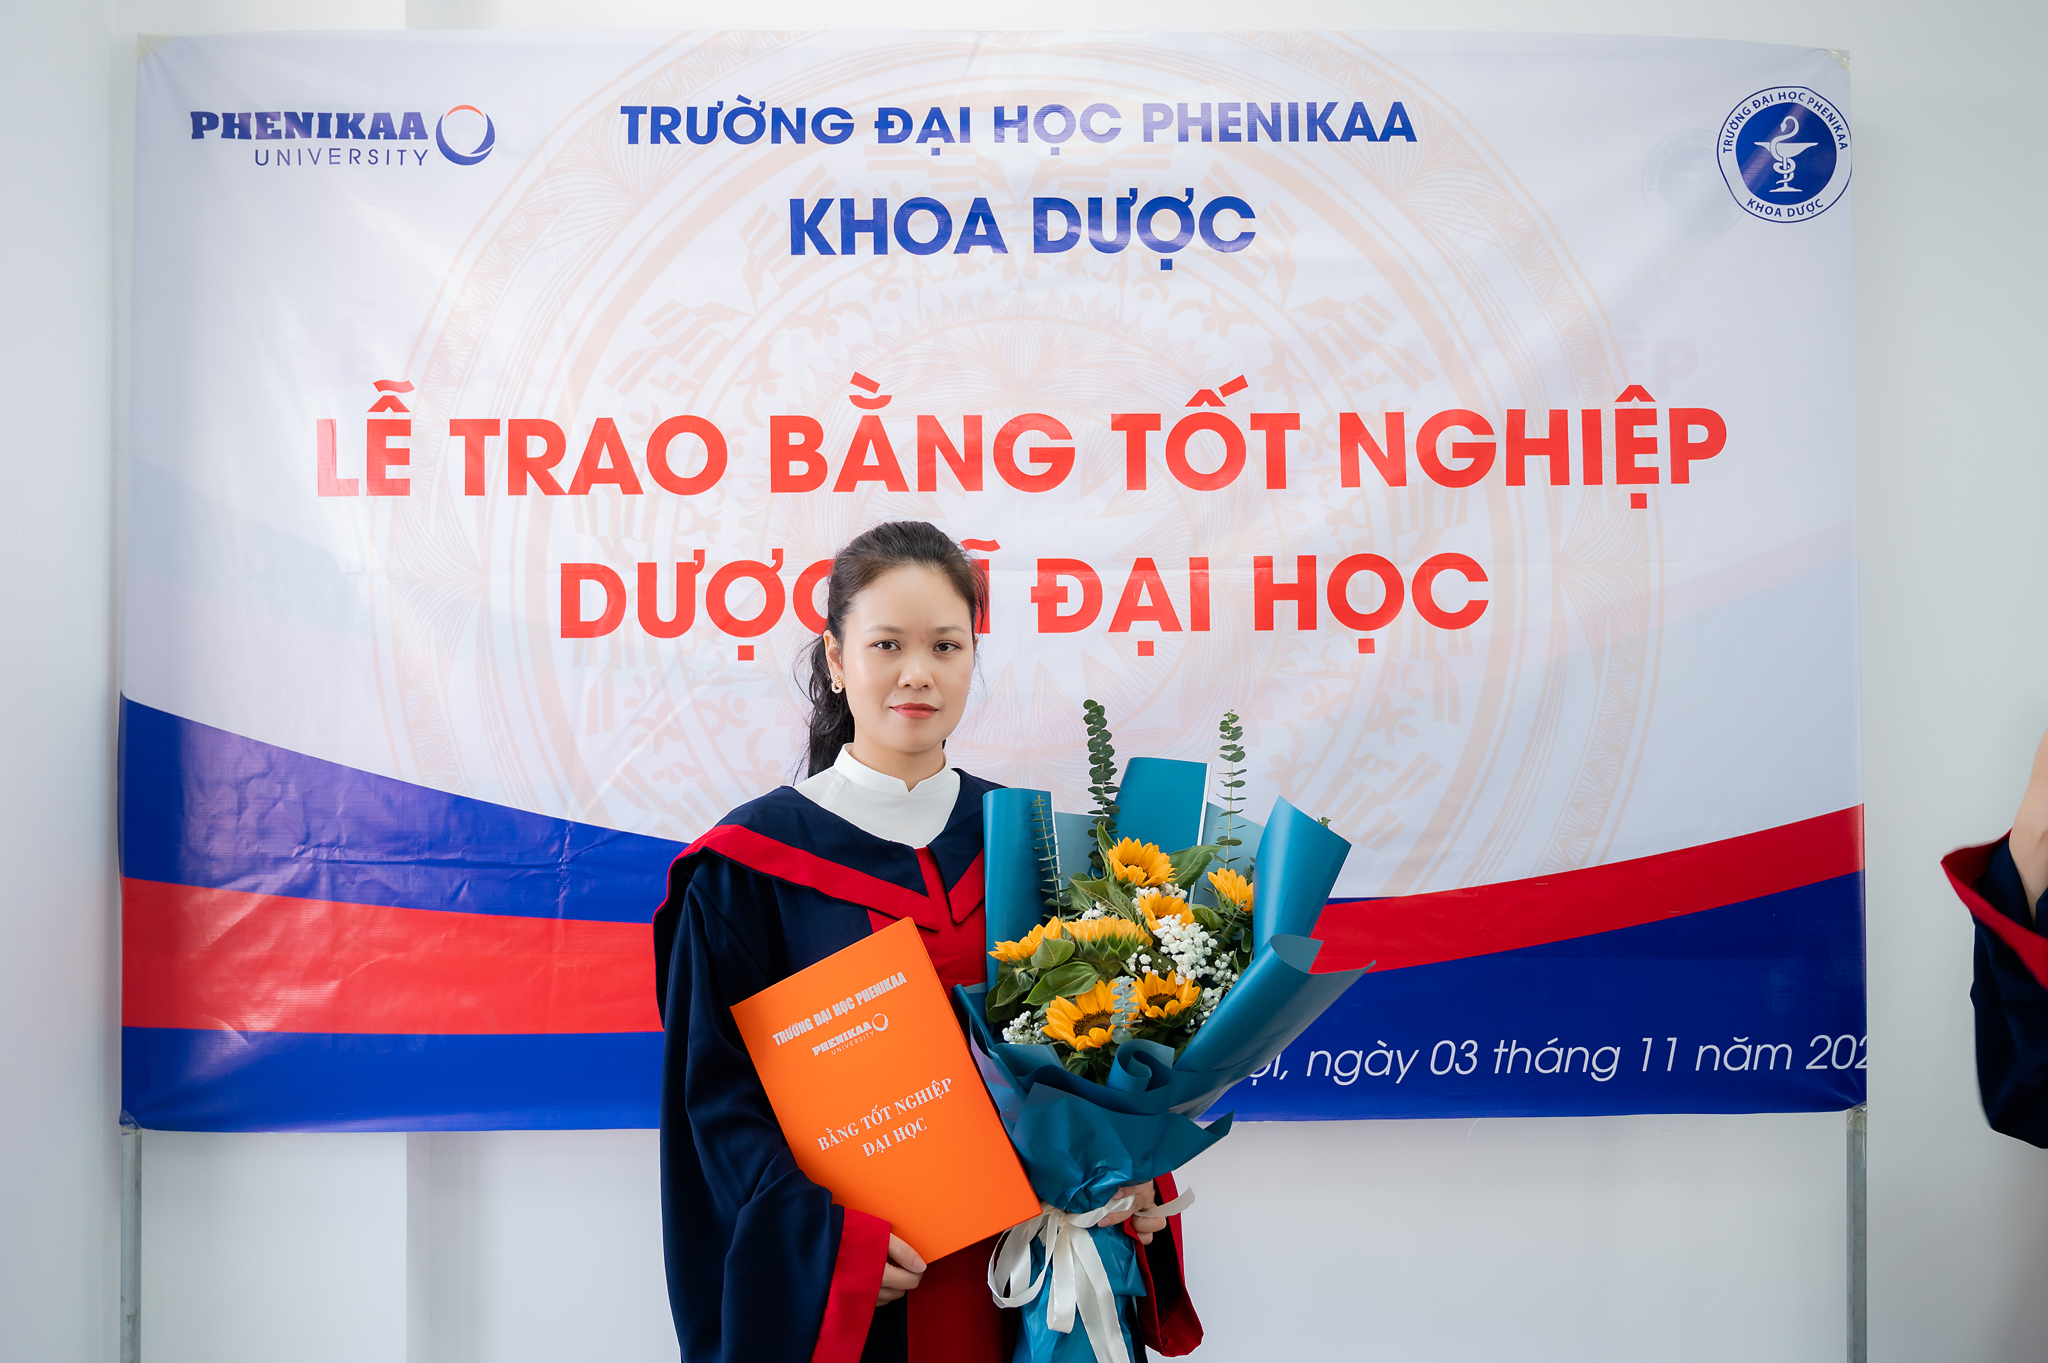 PHENIKAA
UNIVERSITY
TRƯỜNG ĐẠI HỌC PHENIKAA
KHOA DƯỢC
TRƯỜNG ĐẠI HỌC PHENIKAA
KHOA DƯỢC
LỄ TRAO BẰNG TỐT NGHIỆP
ĐẠI HỌC
ngày 03 tháng 11 năm
TRƯỜNG ĐẠI HỌC PHENIKAA
PHENIKAA
UNIVERSITY
BẰNG TỐT NGHIỆP
ĐẠI HỌC